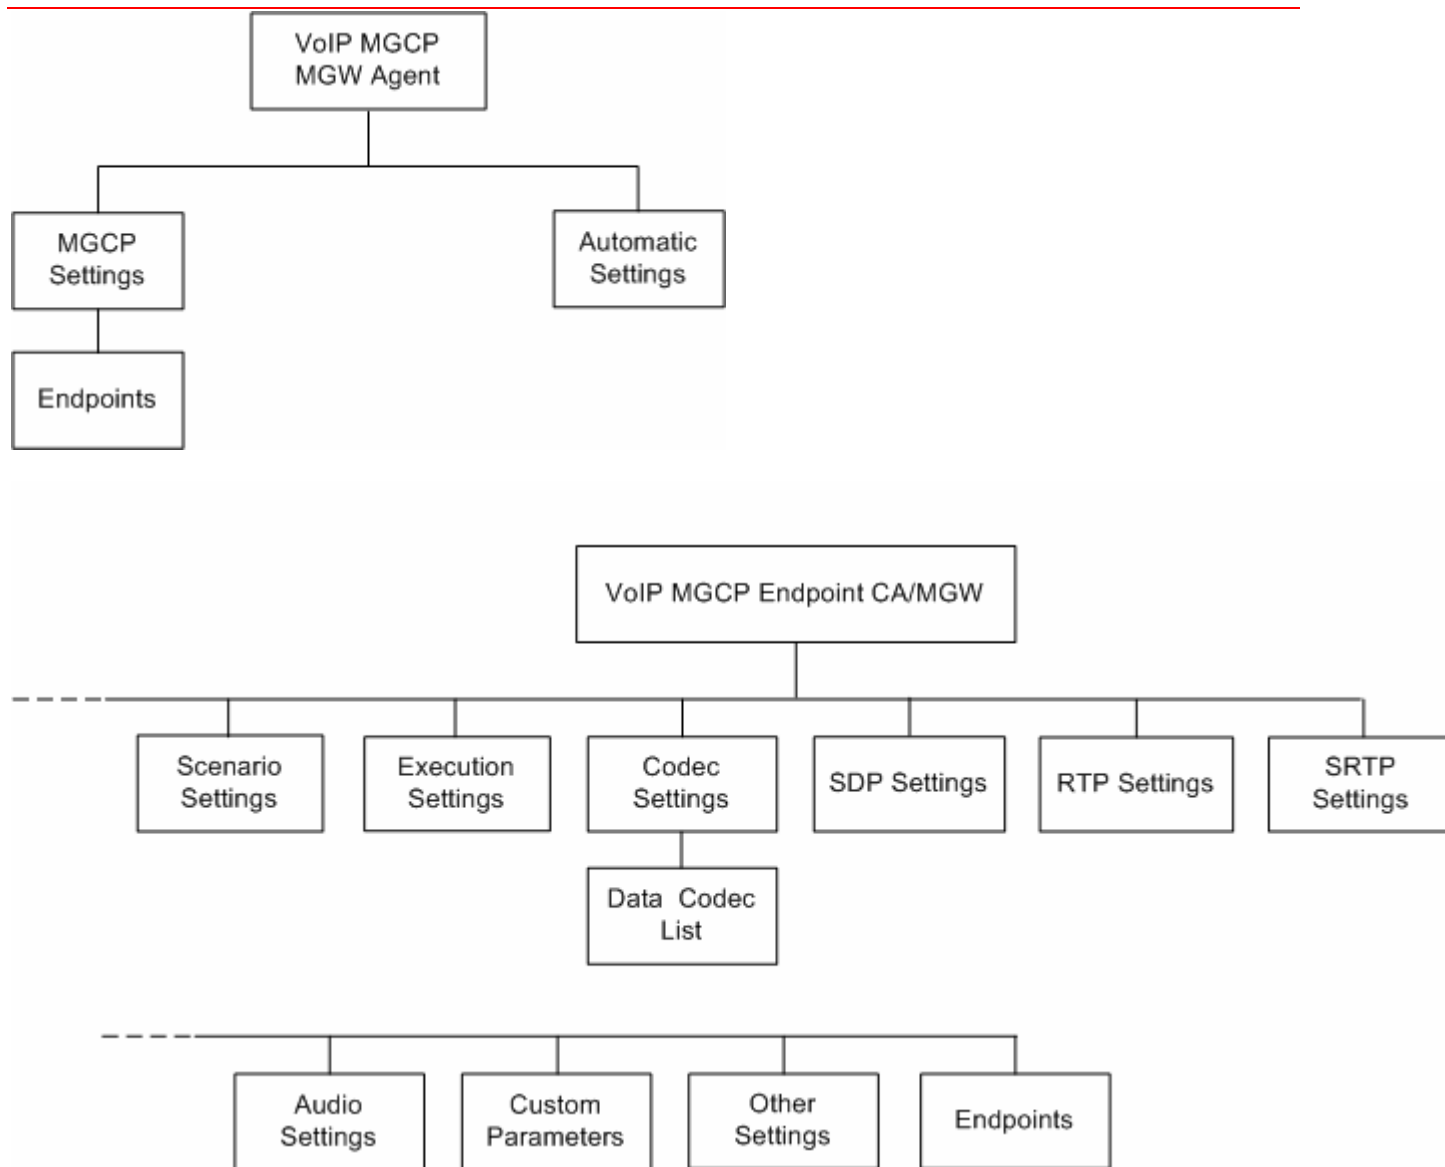 VoIP MGCP
MGW Agent
MGCP
Settings
Automatic
Settings
Endpoints
VoIP MGCP Endpoint CA/MGW
Scenario
Settings
Execution
Settings
Codec
Settings
SDP Settings
RTP Settings
SRTP
Settings
Data Codec
List
Audio
Settings
Custom
Parameters
Other
Settings
Endpoints